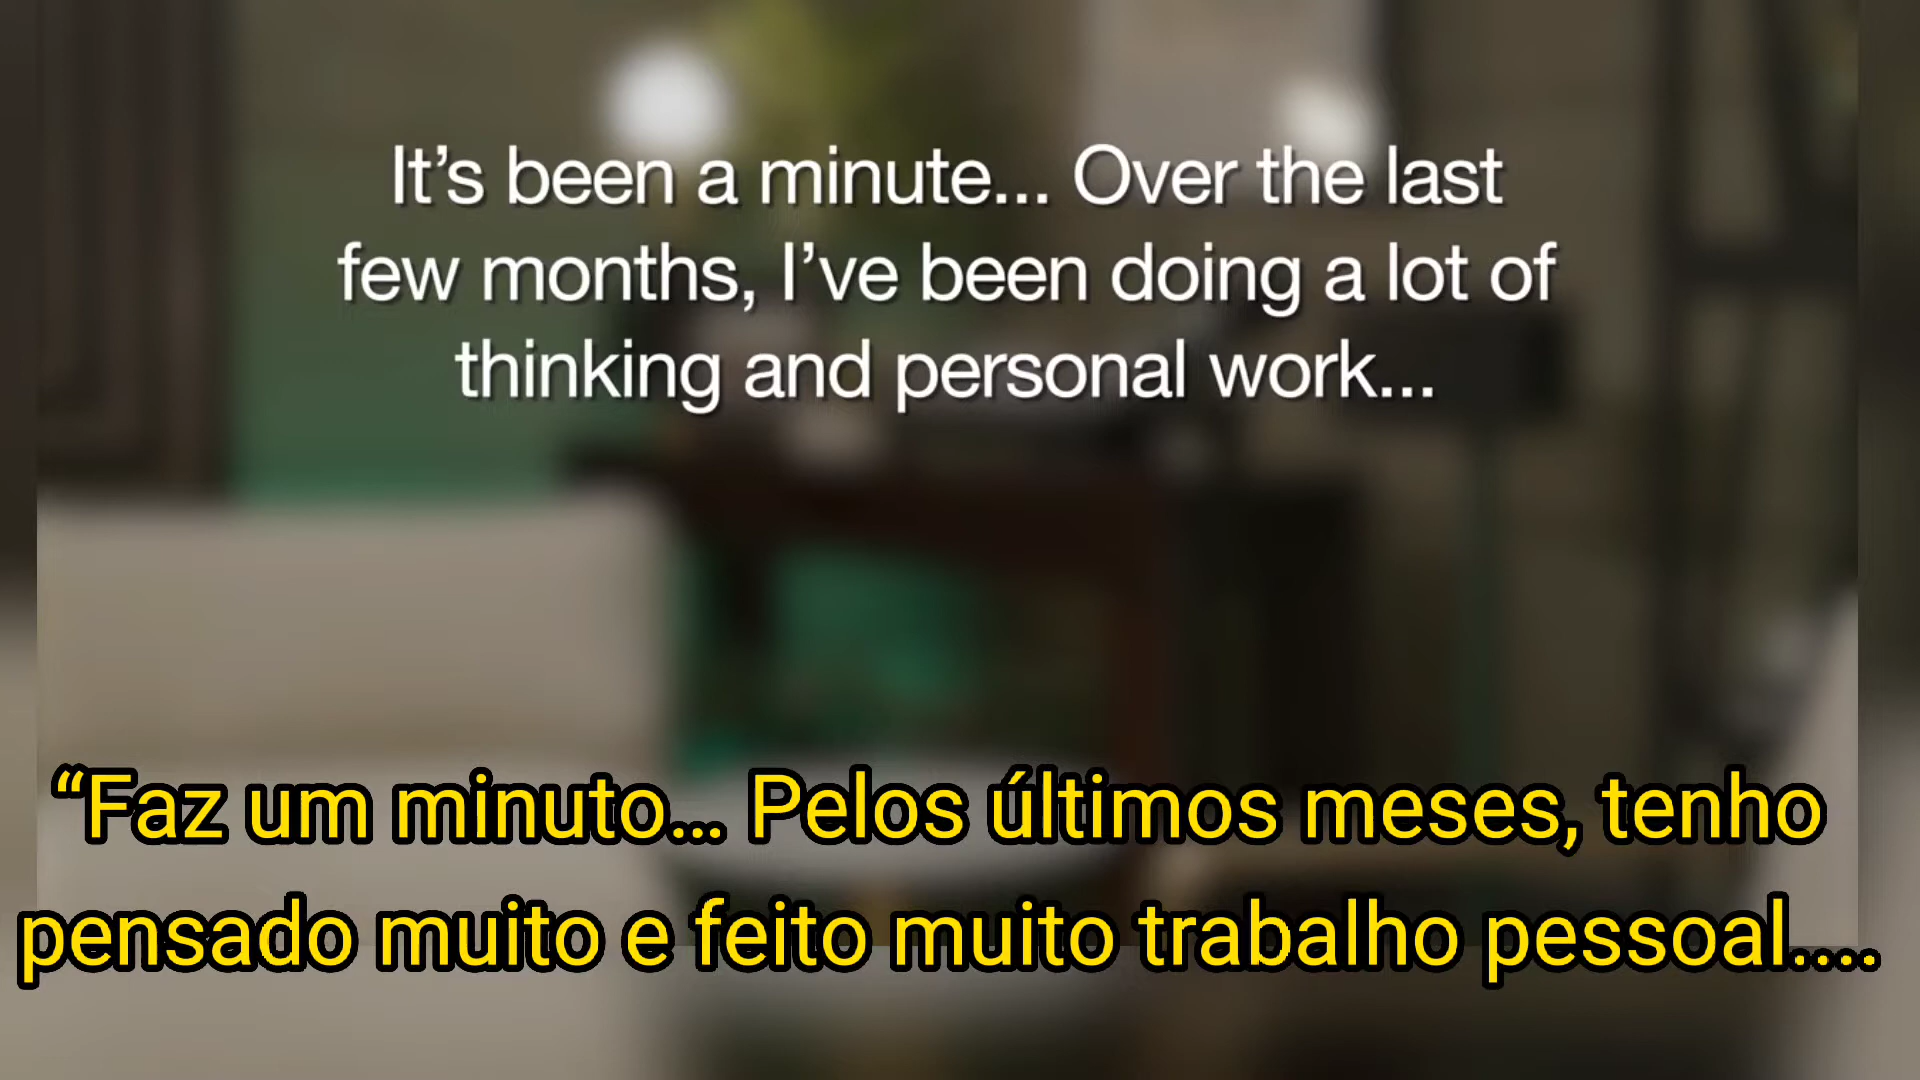 It’s been a minute... Over the last
few months, I’ve been doing a lot of
thinking and personal work...
“Faz um minuto... Pelos últimos meses, tenho
pensado muito e feito muito trabalho pessoal....